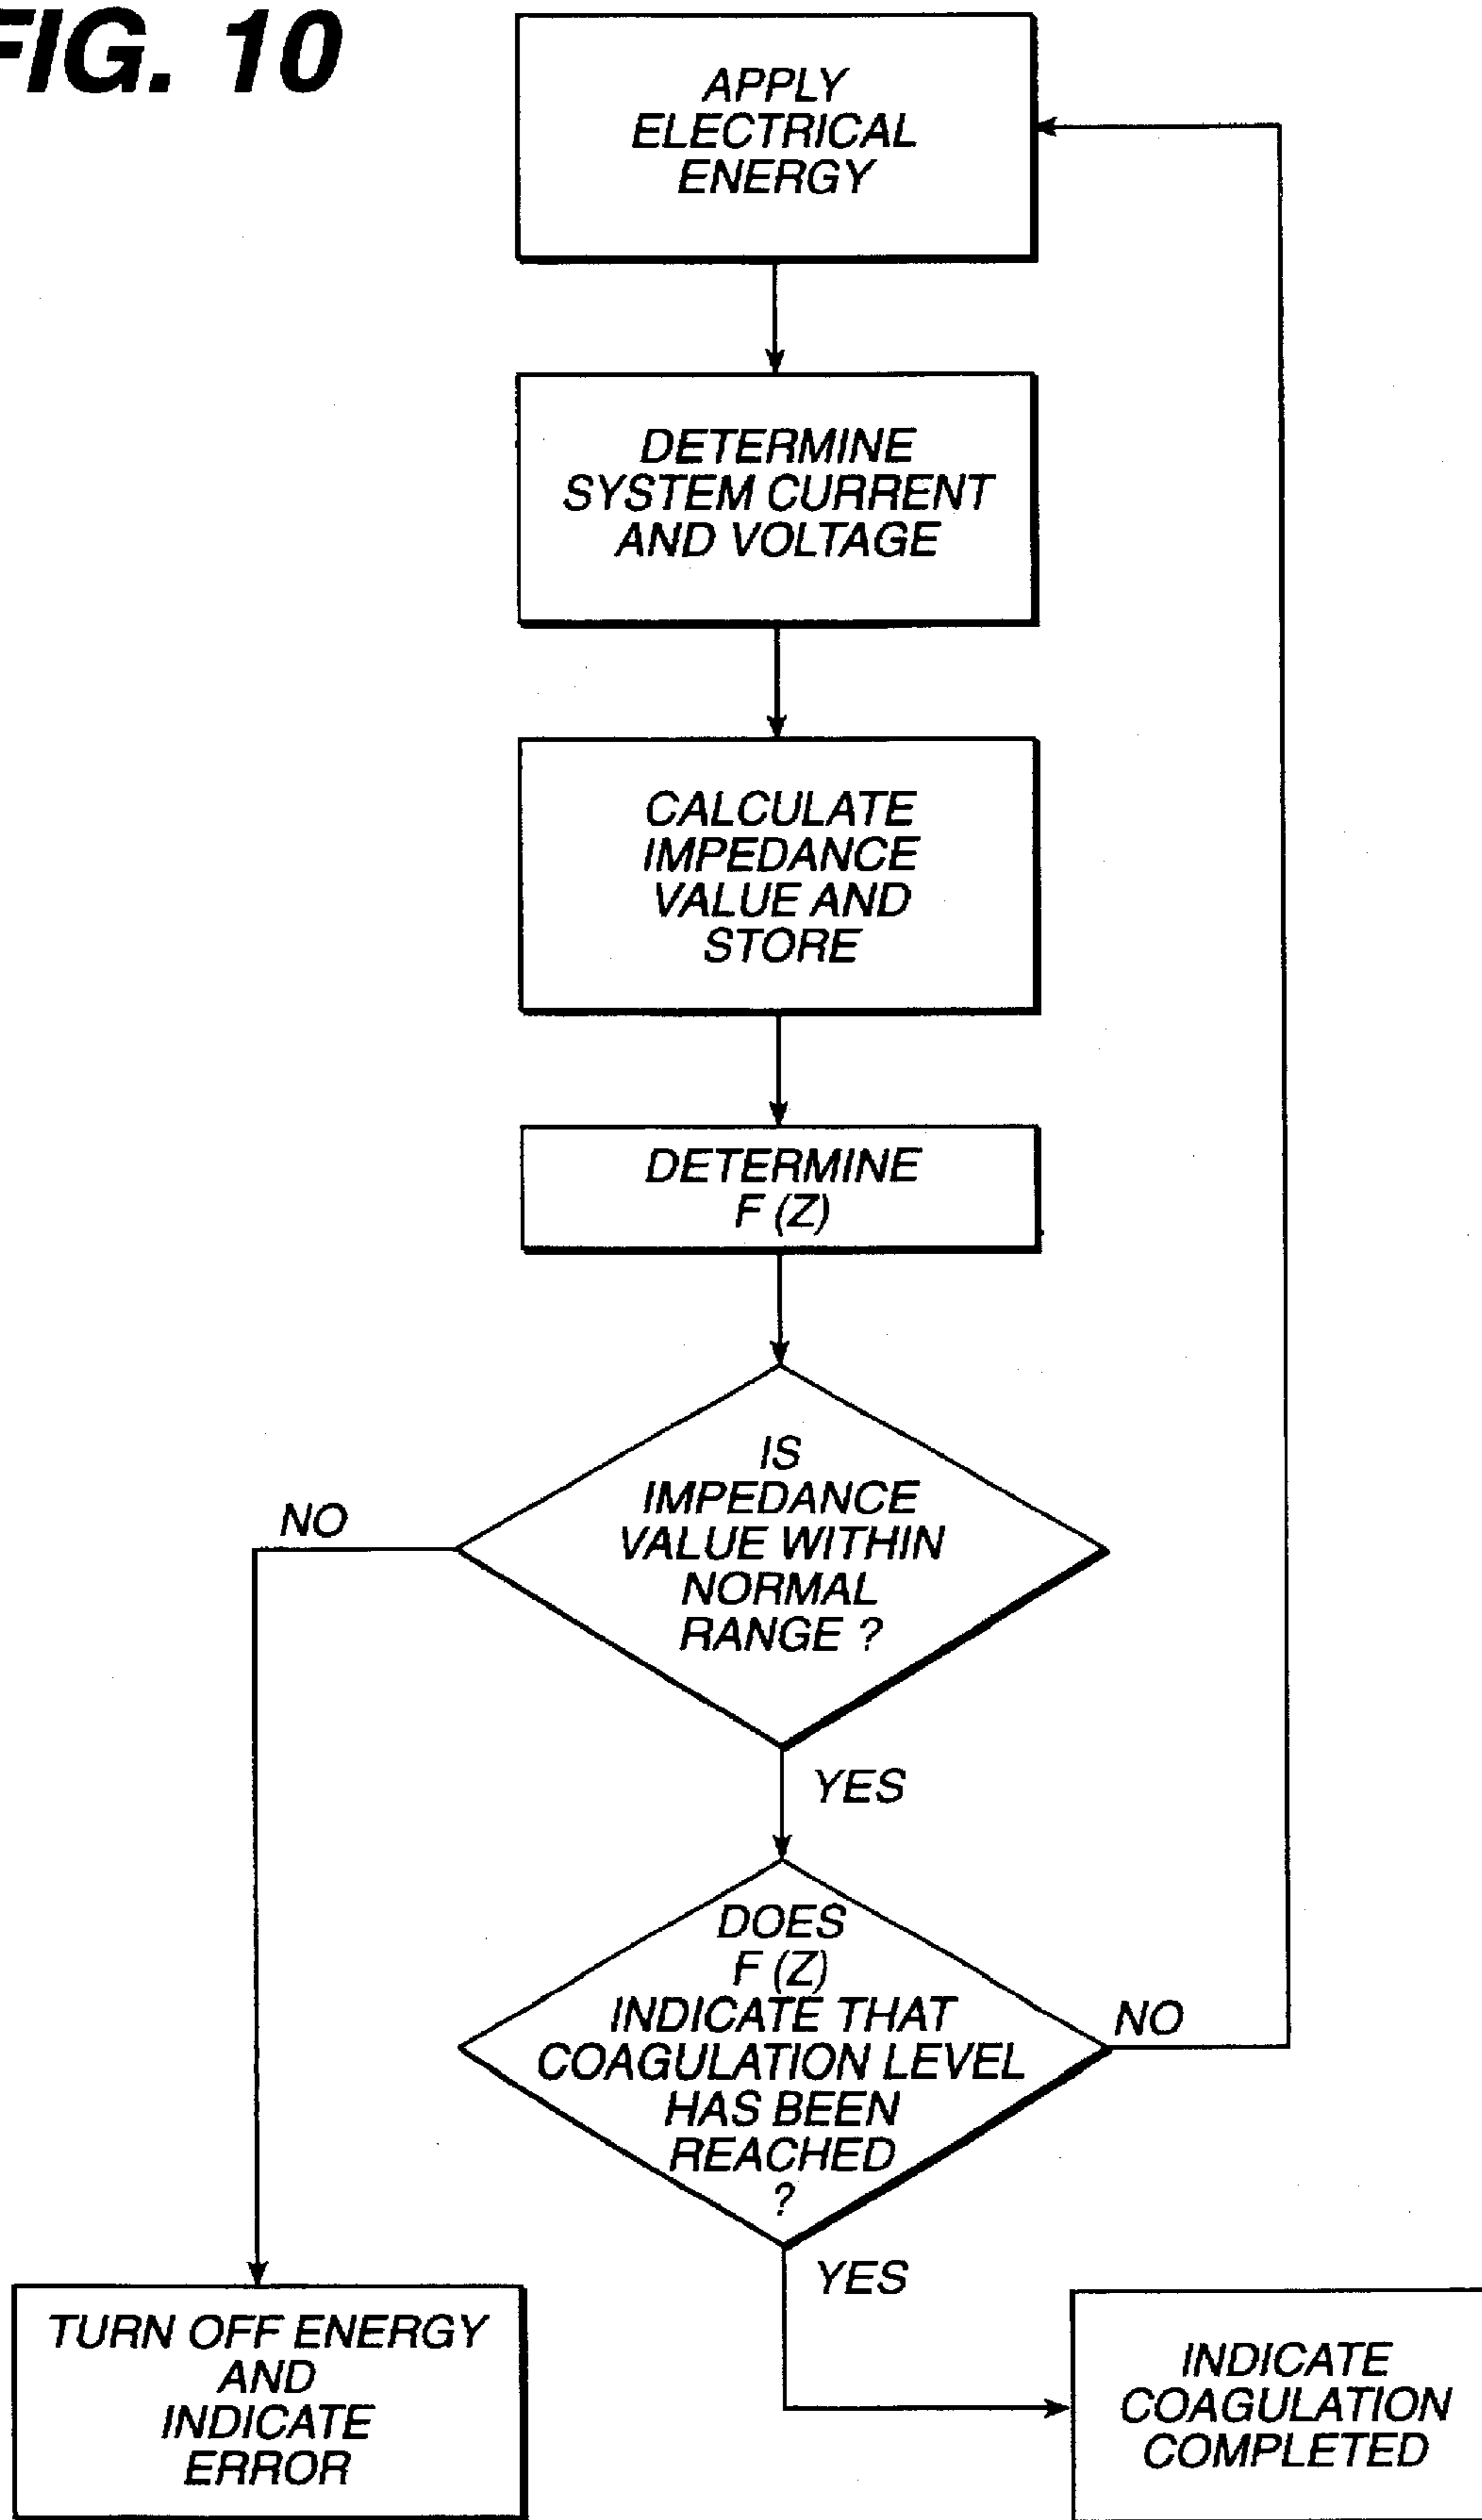 FIG. 10
APPLY
ELECTRICAL
ENERGY
DETERMINE
SYSTEM CURRENT
AND VOLTAGE
CALCULATE
IMPEDANCE
VALUE AND
STORE
DETERMINE
F (Z)
IS
IMPEDANCE
VALUE WITHIN
NORMAL
RANGE ?
NO
YES
DOES
F (Z)
INDICATE THAT
COAGULATION LEVEL
HAS BEEN
REACHED
?
NO
YES
TURN OFF ENERGY
AND
INDICATE
ERROR
INDICATE
COAGULATION
COMPLETED